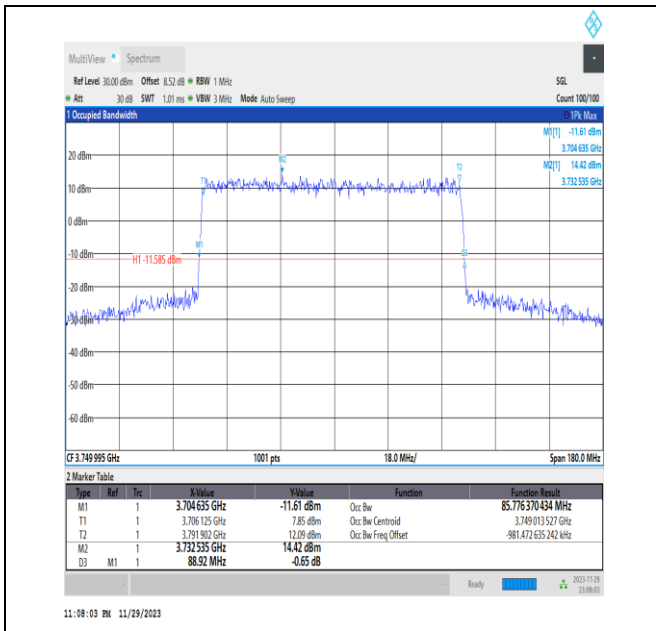 MultiView Spectrum
Ref Level 30.00 dBm Offset 8.52 dB RBW 1 MHz SGL
Att 30 dB SWT 1.01 ms VBW 3 MHz Mode Auto Sweep Count 100/100
1 Occupied Bandwidth 1Pk Max
M1[1] -11.61 dBm
3.704 635 GHz
M2[1] 14.42 dBm
3.732 535 GHz
20 dBm
M2
T2
T1
10 dBm
0 dBm
M1
-10 dBm
H1 -11.585 dBm
D3
-20 dBm
-30 dBm
-40 dBm
-50 dBm
-60 dBm
CF 3.749 995 GHz 1001 pts 18.0 MHz/ Span 180.0 MHz
2 Marker Table
Type Ref Trc X-Value Y-Value Function Function Result
M1 1 3.704 635 GHz -11.61 dBm Occ Bw 85.776 370 434 MHz
T1 1 3.706 125 GHz 7.85 dBm Occ Bw Centroid 3.749 013 527 GHz
T2 1 3.791 902 GHz 12.09 dBm Occ Bw Freq Offset -981.472 635 242 kHz
M2 1 3.732 535 GHz 14.42 dBm
D3 M1 1 88.92 MHz -0.65 dB
Ready 2023-11-29
23:08:03
11:08:03 PM 11/29/2023